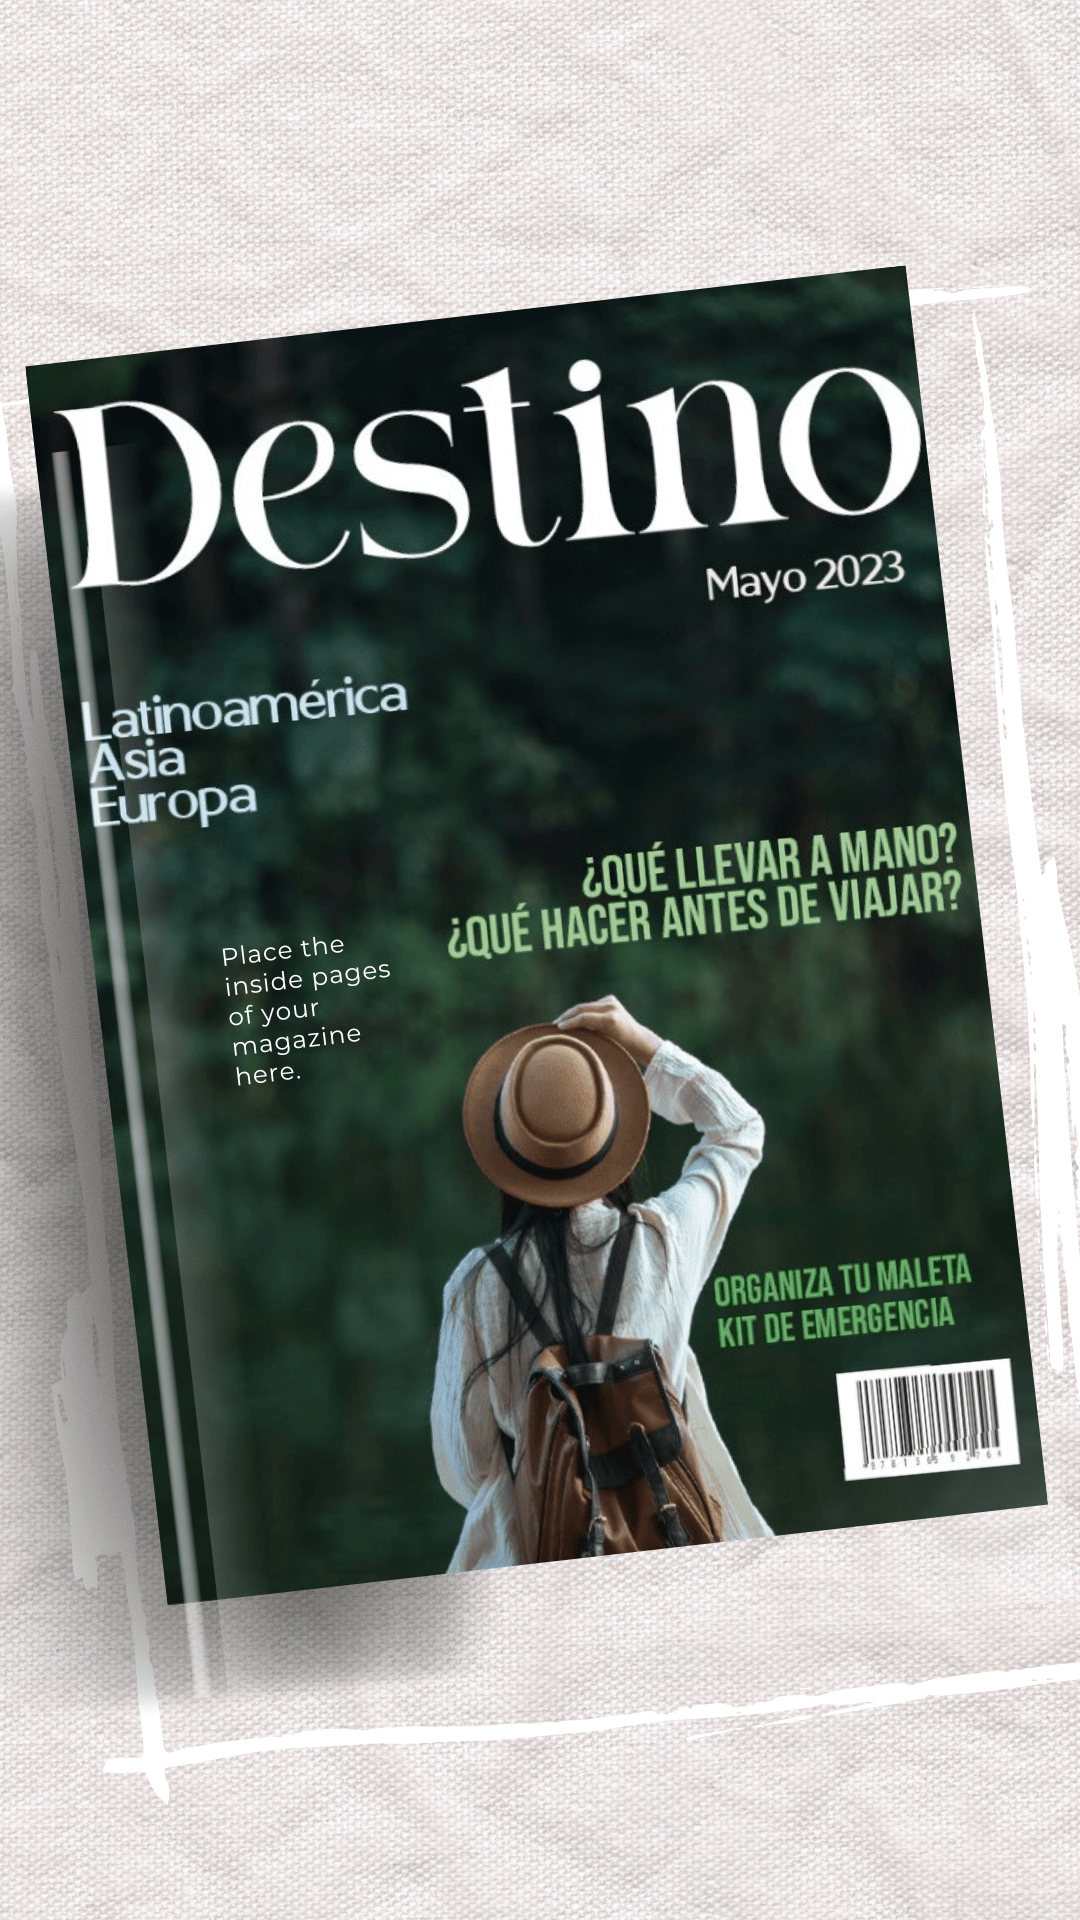 Destino
Mayo 2023
Latinoamérica
Asia
Europa
¿QUÉ LLEVAR A MANO?
¿QUÉ HACER ANTES DE VIAJAR?
Place the
inside pages
of your
magazine
here.
ORGANIZA TU MALETA
KIT DE EMERGENCIA